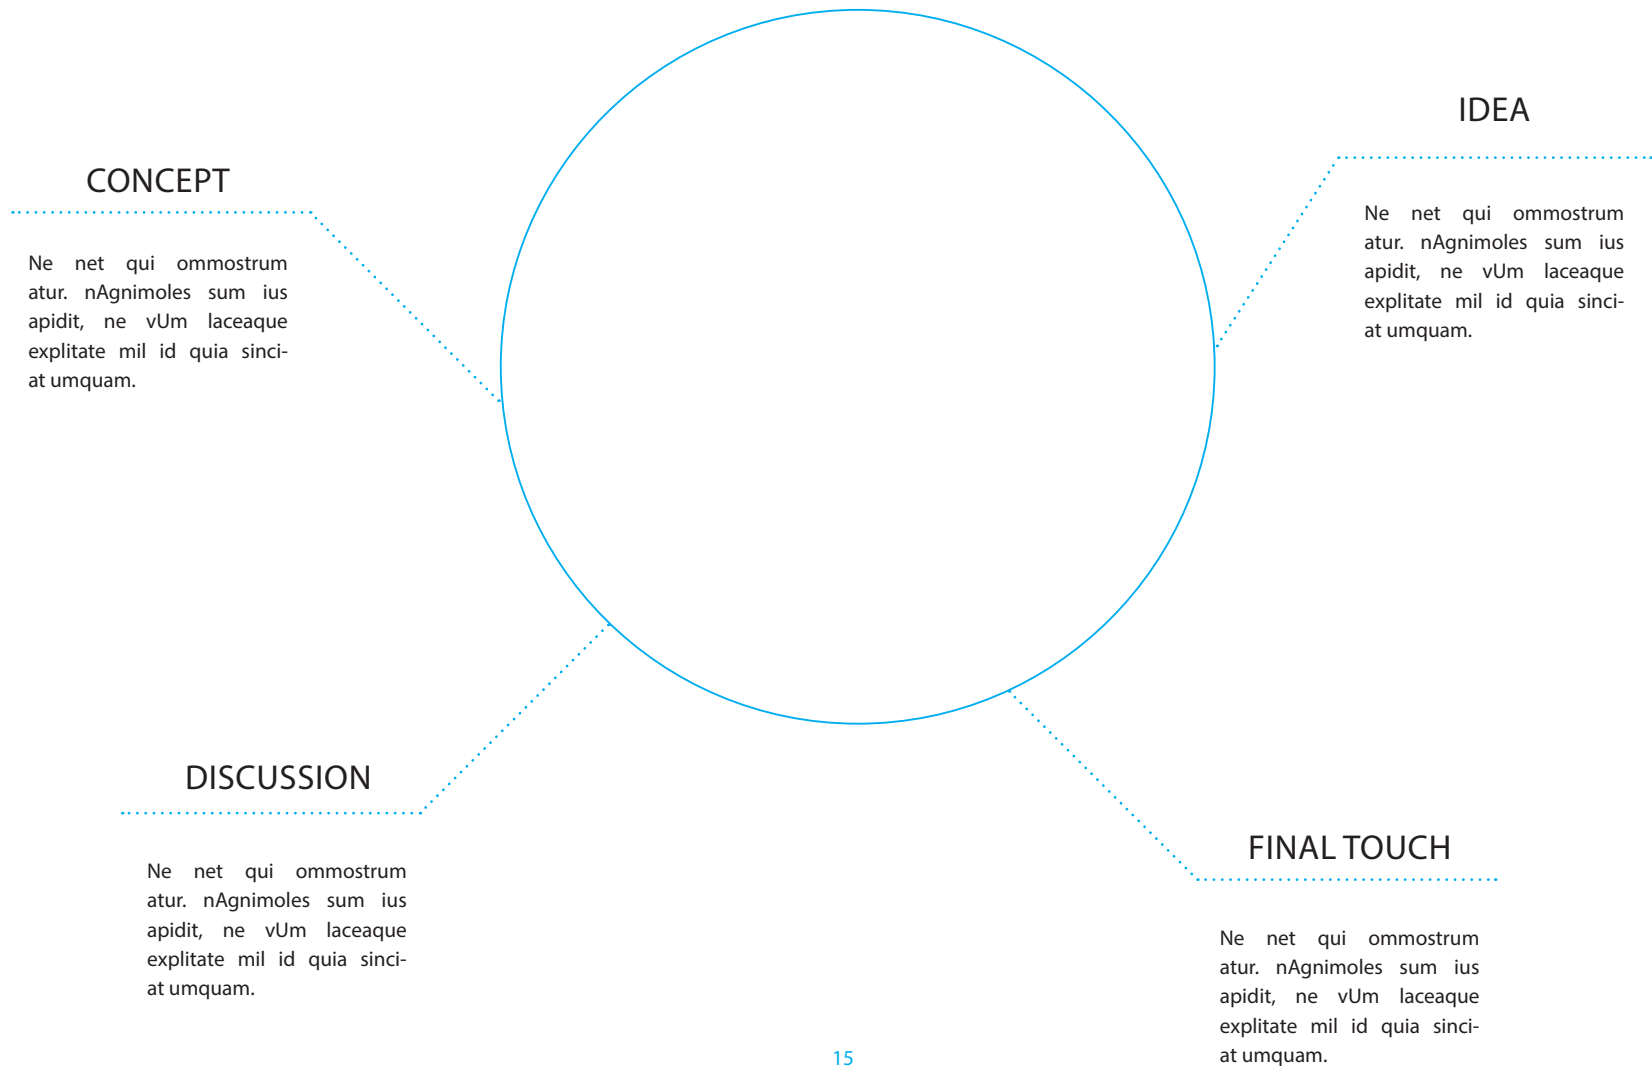 CONCEPT
Ne net qui ommostrum
atur. nAgnimoles sum ius
apidit, ne vUm laceaque
explitate mil id quia sinci-
at umquam.
IDEA
Ne net qui ommostrum
atur. nAgnimoles sum ius
apidit, ne vUm laceaque
explitate mil id quia sinci-
at umquam.
DISCUSSION
Ne net qui ommostrum
atur. nAgnimoles sum ius
apidit, ne vUm laceaque
explitate mil id quia sinci-
at umquam.
FINAL TOUCH
Ne net qui ommostrum
atur. nAgnimoles sum ius
apidit, ne vUm laceaque
explitate mil id quia sinci-
at umquam.
15